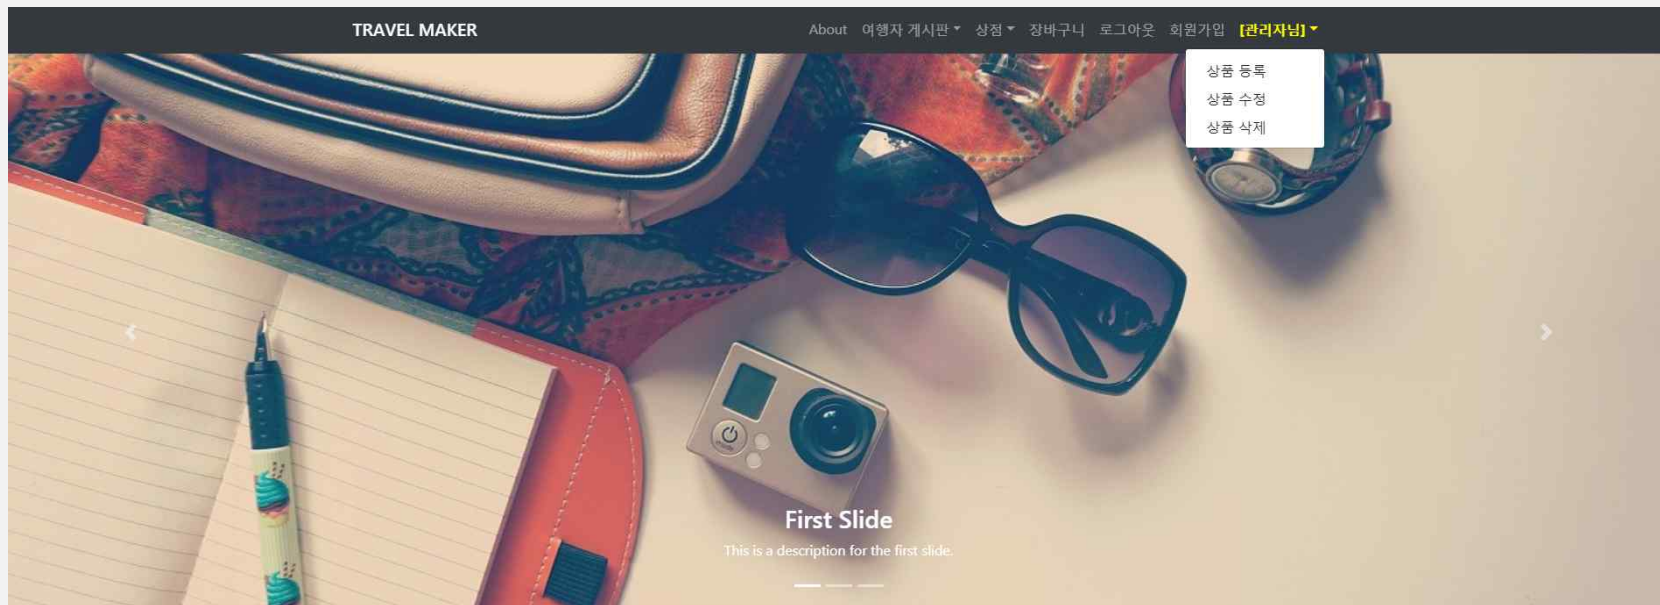 TRAVEL MAKER About 여행자 게시판 상점 장바구니 로그아웃 회원가입 [관리자님]
상품 등록
상품 수정
상품 삭제
First Slide
This is a description for the first slide.